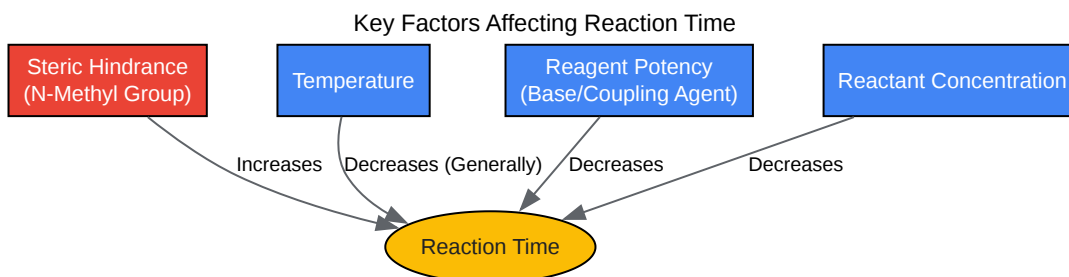 Key Factors Affecting Reaction Time
Steric Hindrance
(N-Methyl Group)
Temperature
Reagent Potency
(Base/Coupling Agent)
Reactant Concentration
Increases
Decreases (Generally)
Decreases
Decreases
Reaction Time